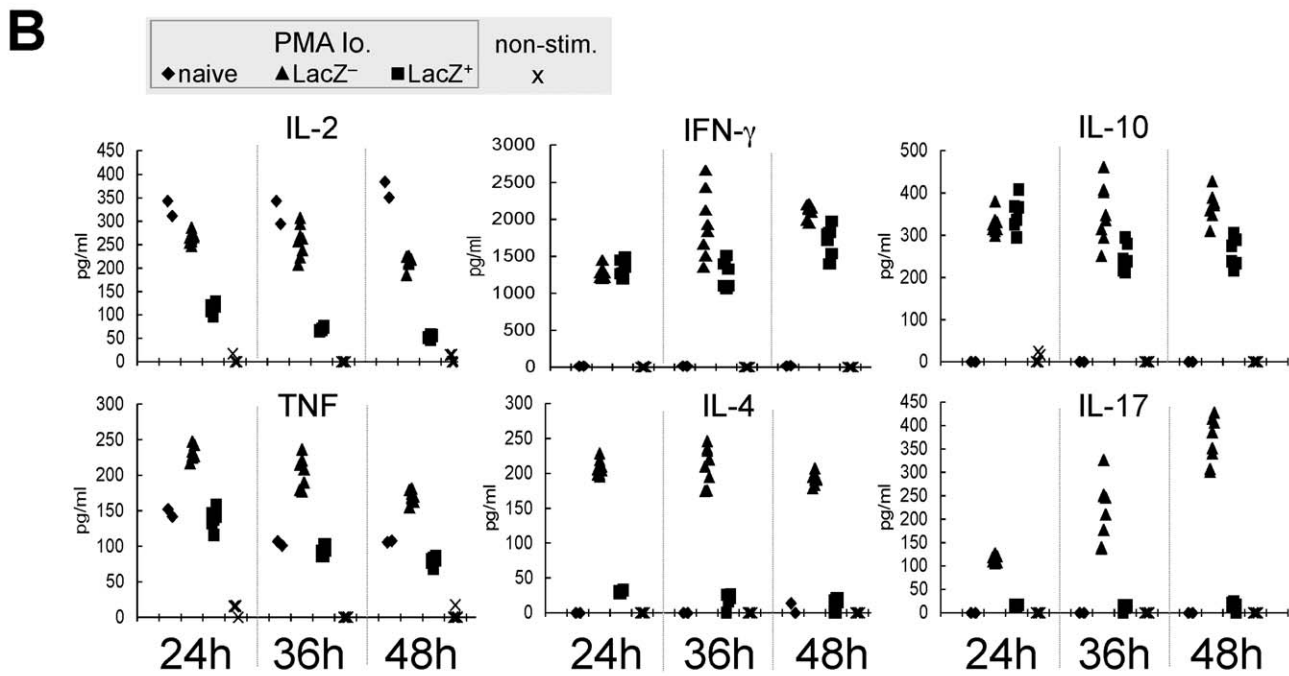 B
PMA lo. non-stim.
◆ naive ▲ LacZ⁻ ■ LacZ⁺ x
IL-2
450
400
350
300
250
200
150
100
50
0
pg/ml
IFN-γ
3000
2500
2000
1500
1000
500
0
pg/ml
IL-10
500
400
300
200
100
0
pg/ml
TNF
300
250
200
150
100
50
0
pg/ml
24h 36h 48h
IL-4
300
250
200
150
100
50
0
pg/ml
24h 36h 48h
IL-17
450
400
350
300
250
200
150
100
50
0
pg/ml
24h 36h 48h